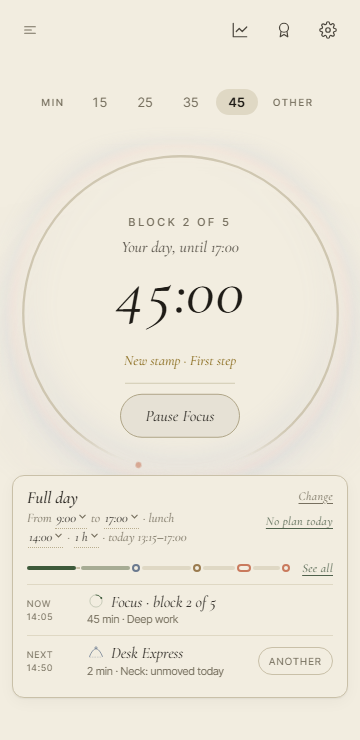 MIN 15 25 35 45 OTHER
BLOCK 2 OF 5
Your day, until 17:00
45:00
New stamp · First step
Pause Focus
Full day
Change
From 9:00 to 17:00 · lunch
14:00 · 1 h · today 13:15–17:00
No plan today
See all
NOW
14:05
Focus · block 2 of 5
45 min · Deep work
NEXT
14:50
Desk Express
2 min · Neck: unmoved today
ANOTHER